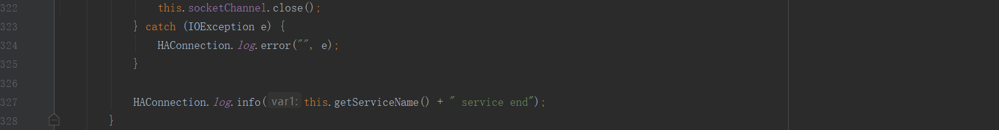 322 this.socketChannel.close();
323 } catch (IOException e) {
324 HAConnection.log.error("", e);
325 }
326
327 HAConnection.log.info( var1: this.getServiceName() + " service end");
328 }